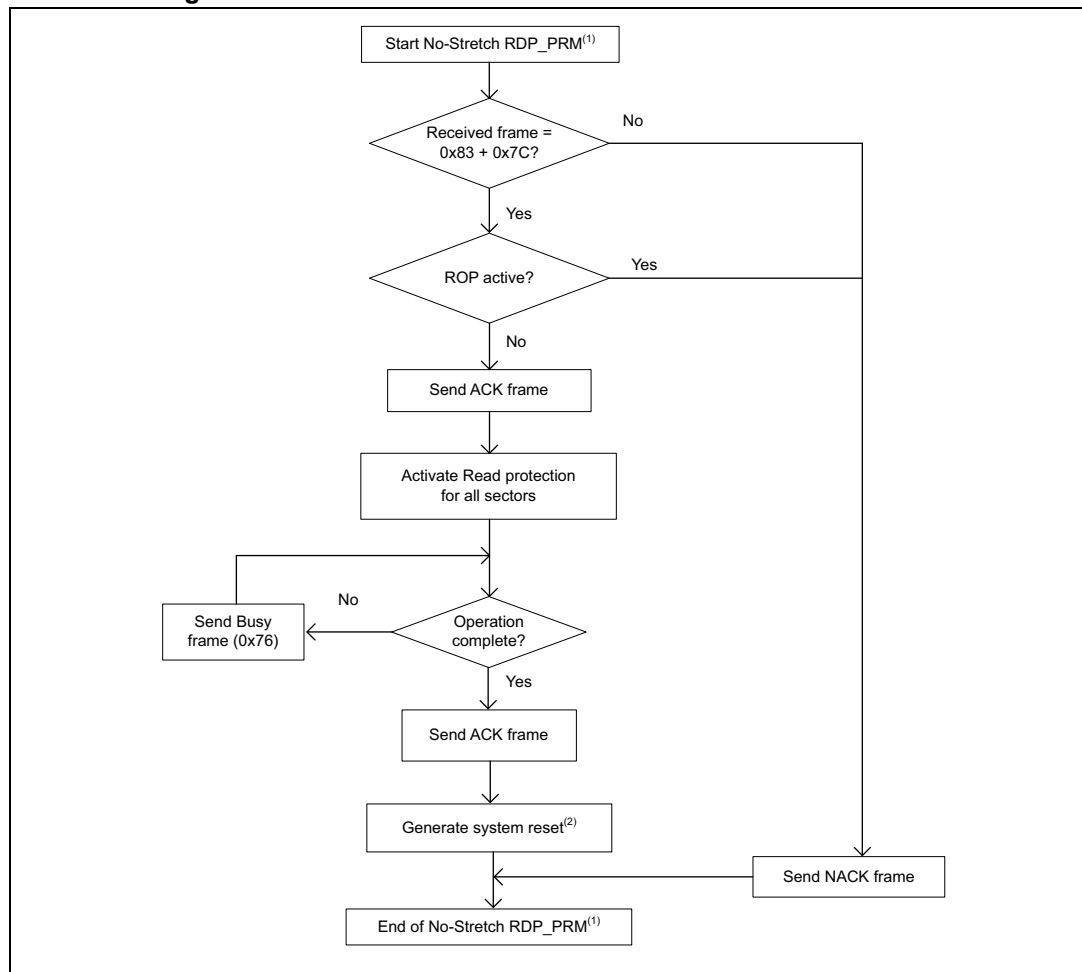 Start No-Stretch RDP_PRM(1)
Received frame =
0x83 + 0x7C?
No
Yes
ROP active?
Yes
No
Send ACK frame
Activate Read protection
for all sectors
No
Send Busy
frame (0x76)
Operation
complete?
Yes
Send ACK frame
Generate system reset(2)
Send NACK frame
End of No-Stretch RDP_PRM(1)